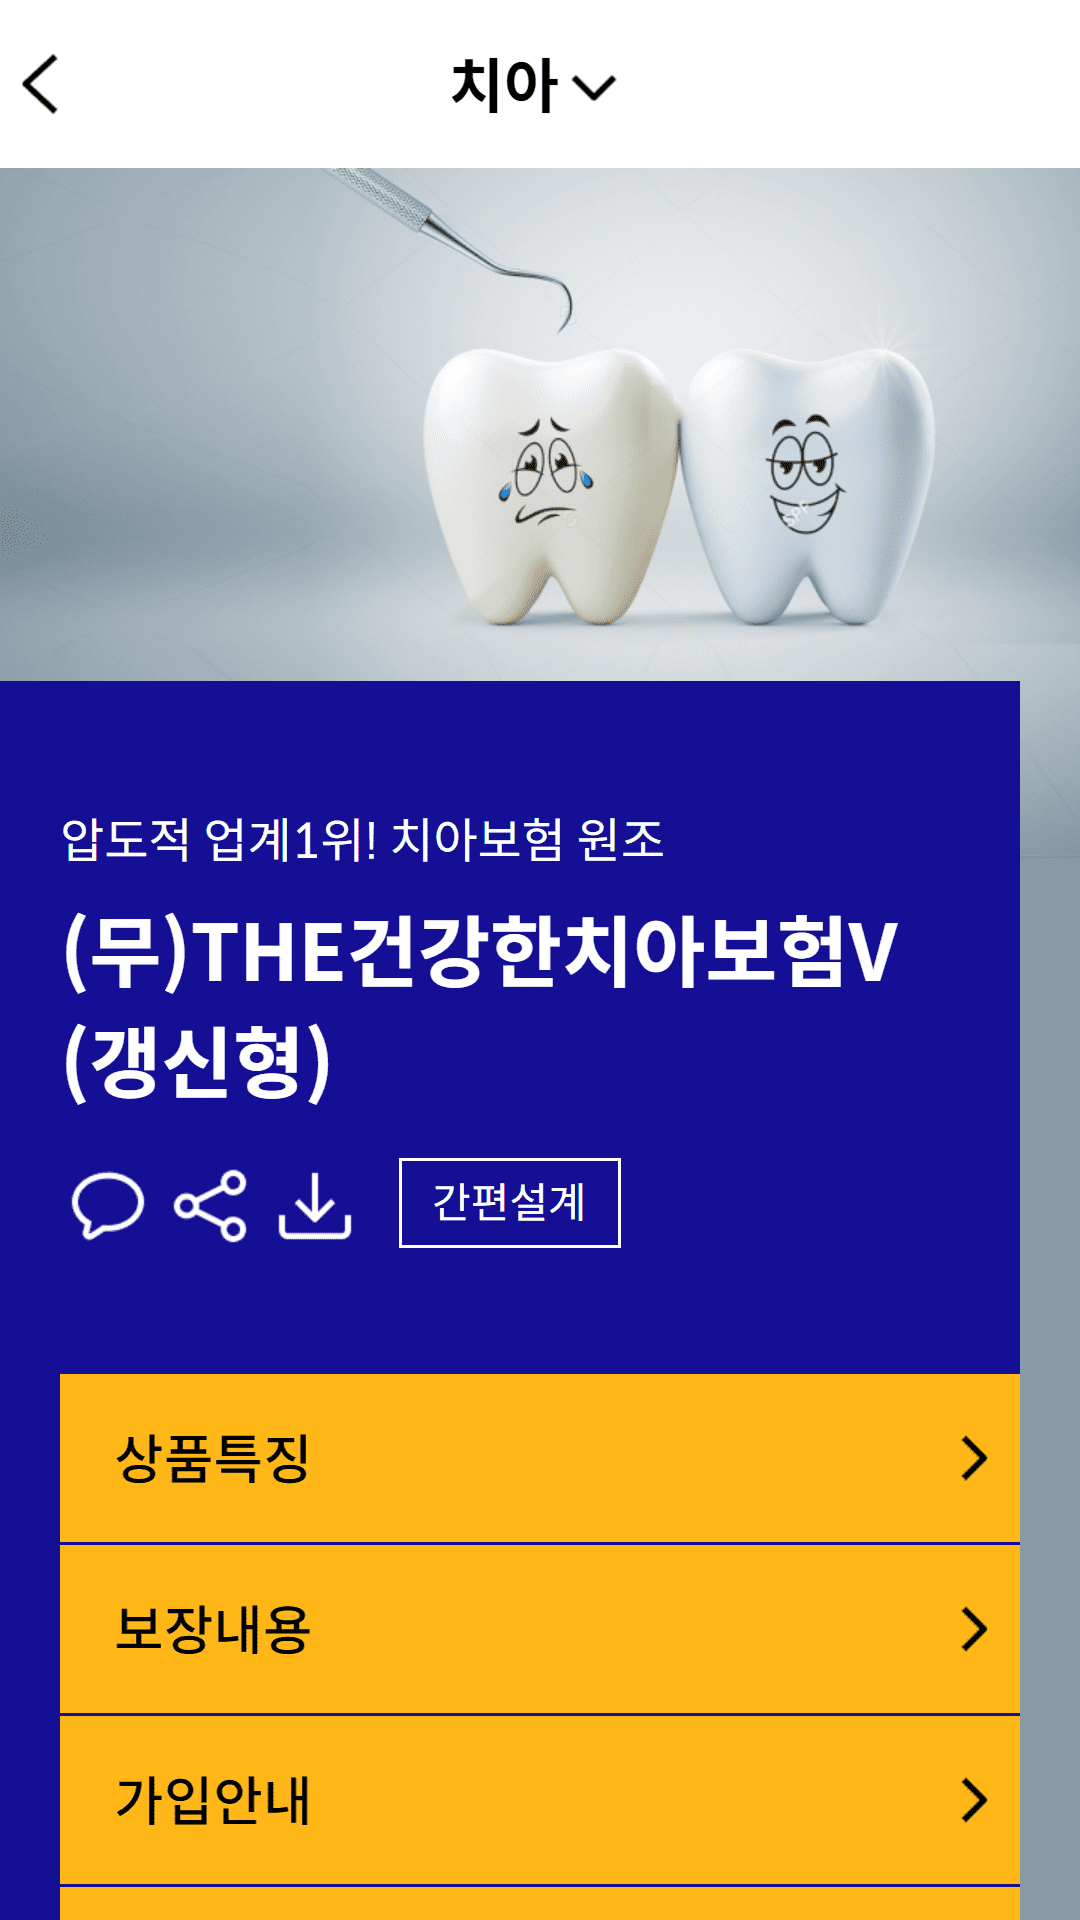 치아
압도적 업계1위! 치아보험 원조
(무)THE건강한치아보험V
(갱신형)
간편설계
상품특징
보장내용
가입안내